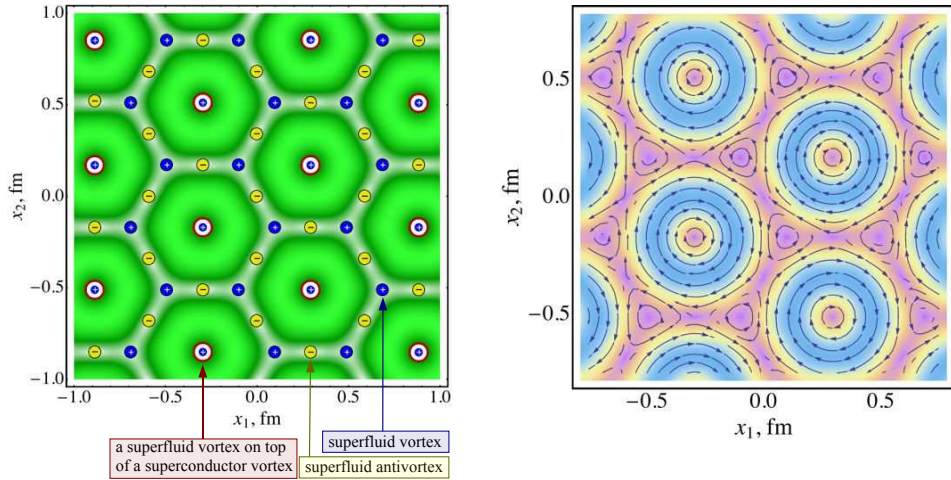 1.0
0.5
0.0
−0.5
−1.0
x₂, fm
−1.0 −0.5 0.0 0.5 1.0
x₁, fm
a superfluid vortex on top
of a superconductor vortex
superfluid antivortex
superfluid vortex
0.5
0.0
−0.5
x₂, fm
−0.5 0.0 0.5
x₁, fm